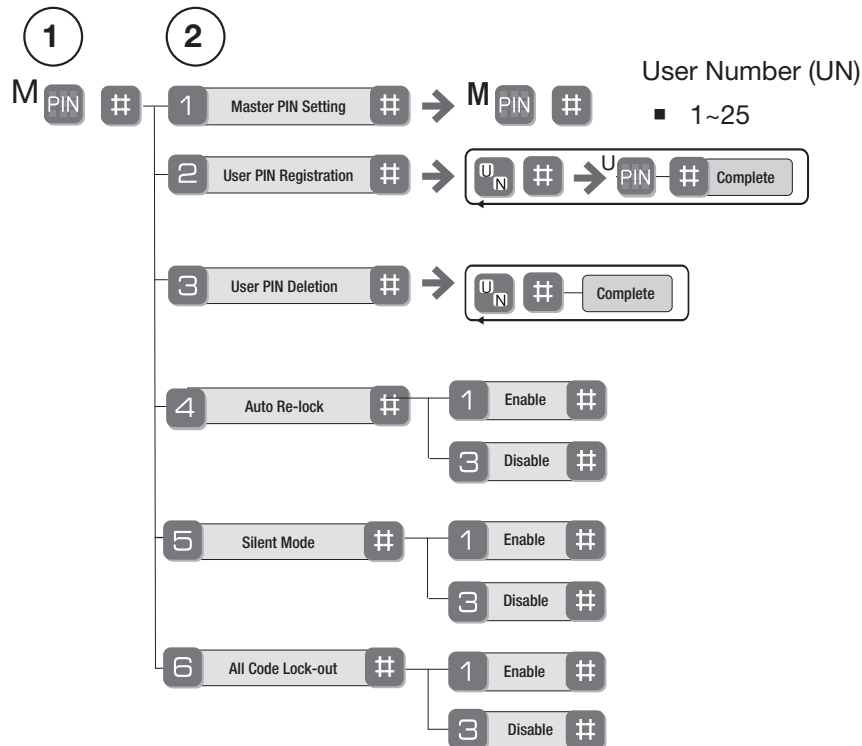 1 2
M PIN # 1 Master PIN Setting # M PIN #
User Number (UN)
■ 1~25
2 User PIN Registration # UN # U PIN # Complete
3 User PIN Deletion # UN # Complete
4 Auto Re-lock # 1 Enable #
3 Disable #
5 Silent Mode # 1 Enable #
3 Disable #
6 All Code Lock-out # 1 Enable #
3 Disable #